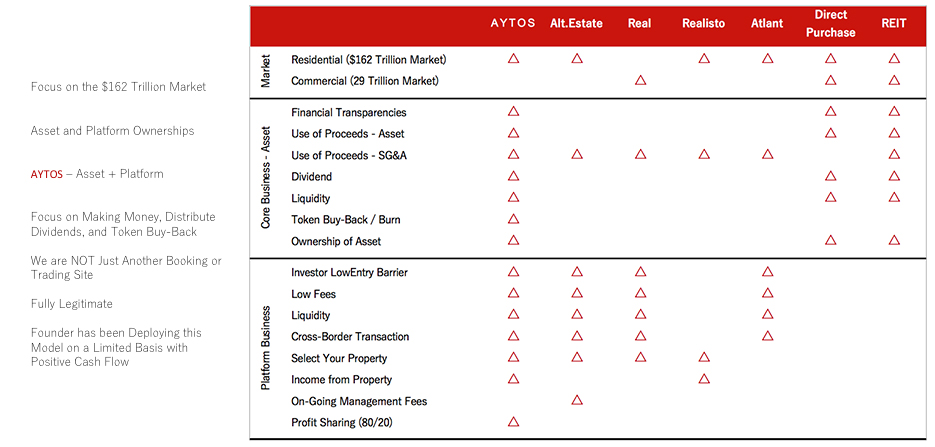 Focus on the $162 Trillion Market
Asset and Platform Ownerships
AYTOS – Asset + Platform
Focus on Making Money, Distribute
Dividends, and Token Buy-Back
We are NOT Just Another Booking or
Trading Site
Fully Legitimate
Founder has been Deploying this
Model on a Limited Basis with
Positive Cash Flow
AYTOS Alt.Estate Real Realisto Atlant Direct Purchase REIT
Market
Residential ($162 Trillion Market) △ △ △ △ △ △
Commercial (29 Trillion Market) △ △ △
Core Business - Asset
Financial Transparencies △ △ △
Use of Proceeds - Asset △ △ △
Use of Proceeds - SG&A △ △ △ △ △ △
Dividend △ △ △
Liquidity △ △ △
Token Buy-Back / Burn △
Ownership of Asset △ △ △
Platform Business
Investor LowEntry Barrier △ △ △ △
Low Fees △ △ △ △
Liquidity △ △ △ △
Cross-Border Transaction △ △ △ △
Select Your Property △ △ △ △
Income from Property △ △
On-Going Management Fees △
Profit Sharing (80/20) △